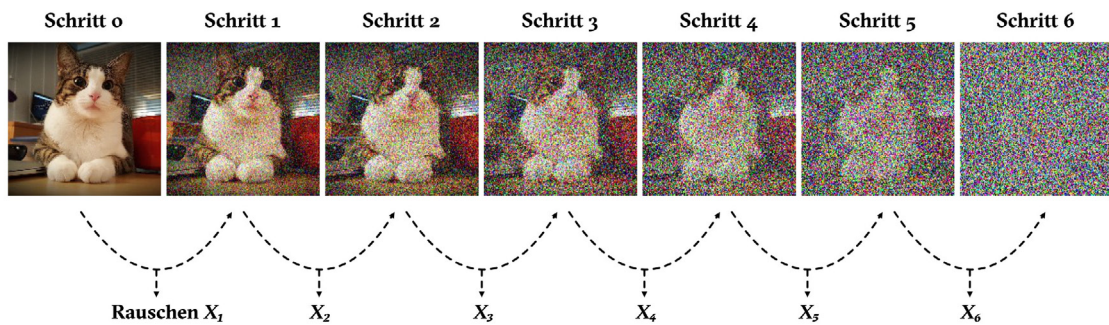 Schritt 0 Schritt 1 Schritt 2 Schritt 3 Schritt 4 Schritt 5 Schritt 6
Rauschen X₁ X₂ X₃ X₄ X₅ X₆